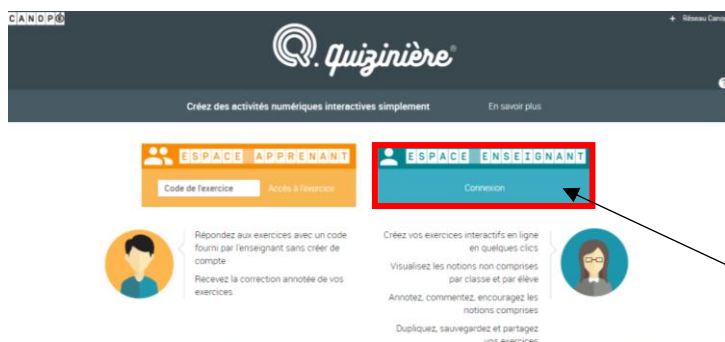 CANOPÉ
+ Réseau Canop
Quizinière
Créez des activités numériques interactives simplement En savoir plus
ESPACE APPRENANT
Code de l'exercice Accès à l'exercice
Répondez aux exercices avec un code
fourni par l'enseignant sans créer de
compte
Recevez la correction annotée de vos
exercices
ESPACE ENSEIGNANT
Connexion
Créez vos exercices interactifs en ligne
en quelques clics
Visualisez les notions non comprises
par classe et par élève
Annotez, commentez, encouragez les
notions comprises
Dupliquez, sauvegardez et partagez
vos exercices